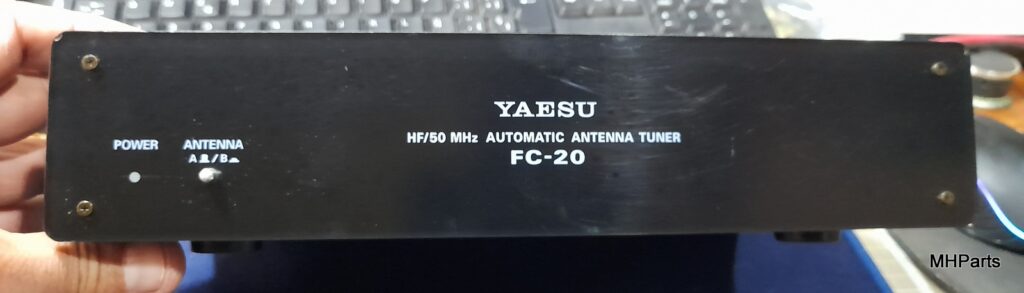 YAESU
HF/50 MHz AUTOMATIC ANTENNA TUNER
FC-20
POWER
ANTENNA
A / B
MHParts